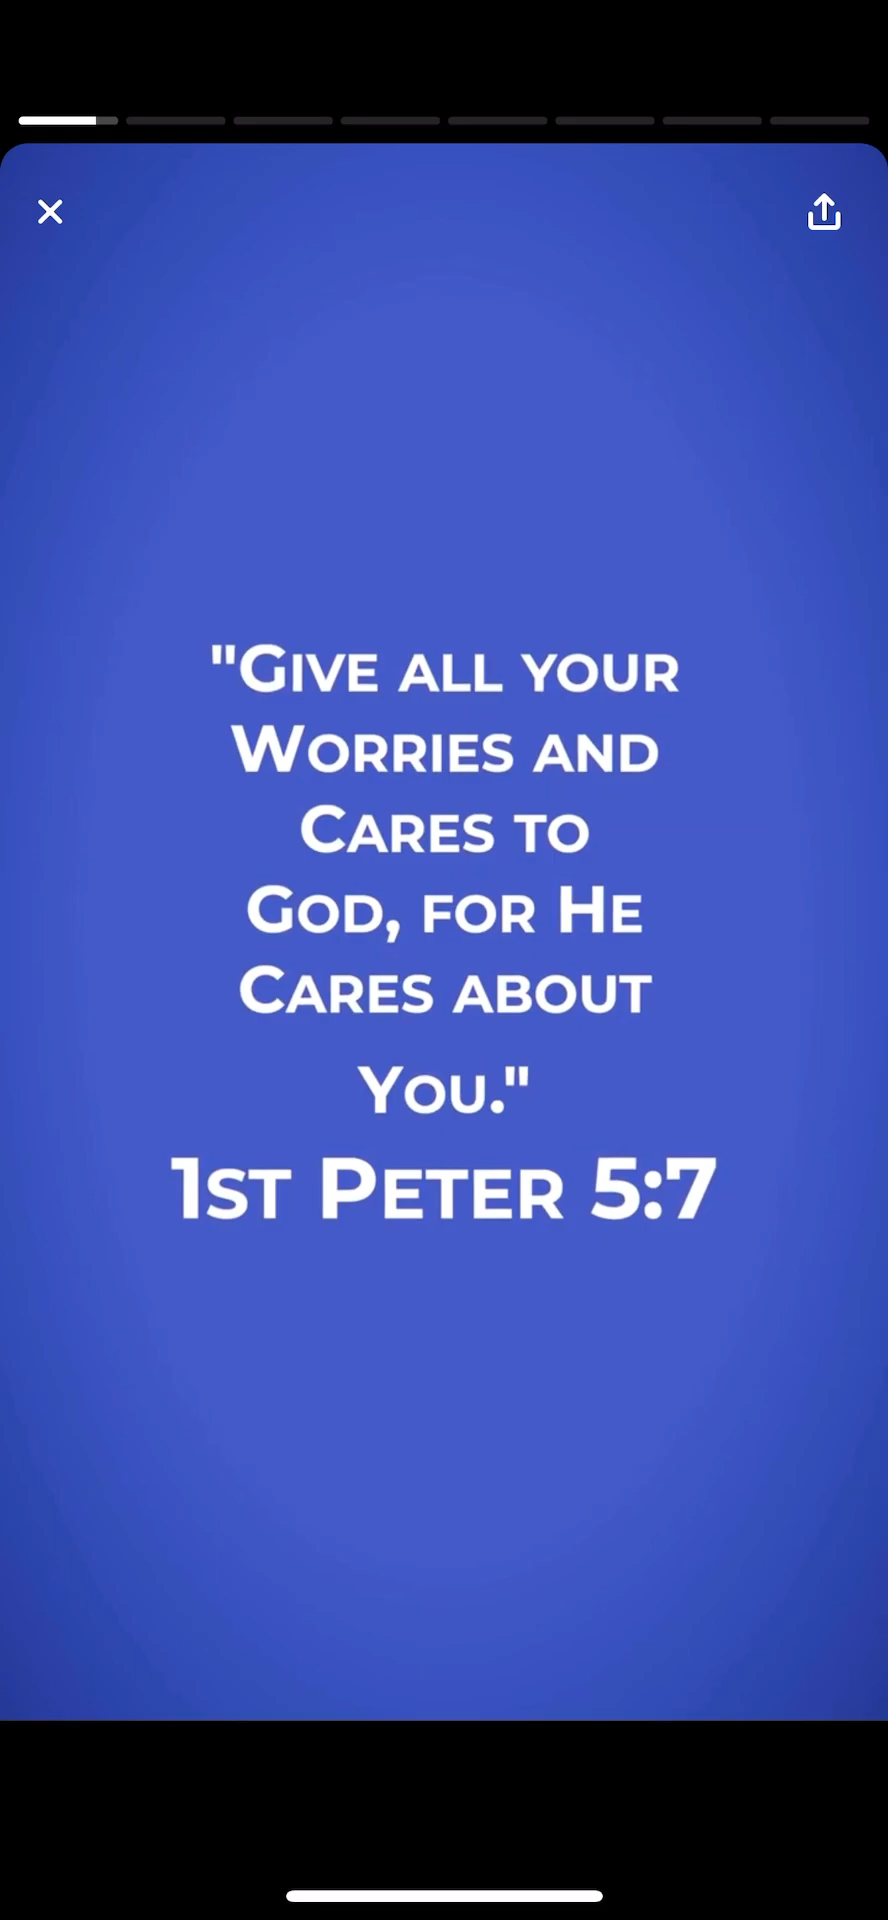 "Give all your
Worries and
Cares to
God, for He
Cares about
You."
1st Peter 5:7